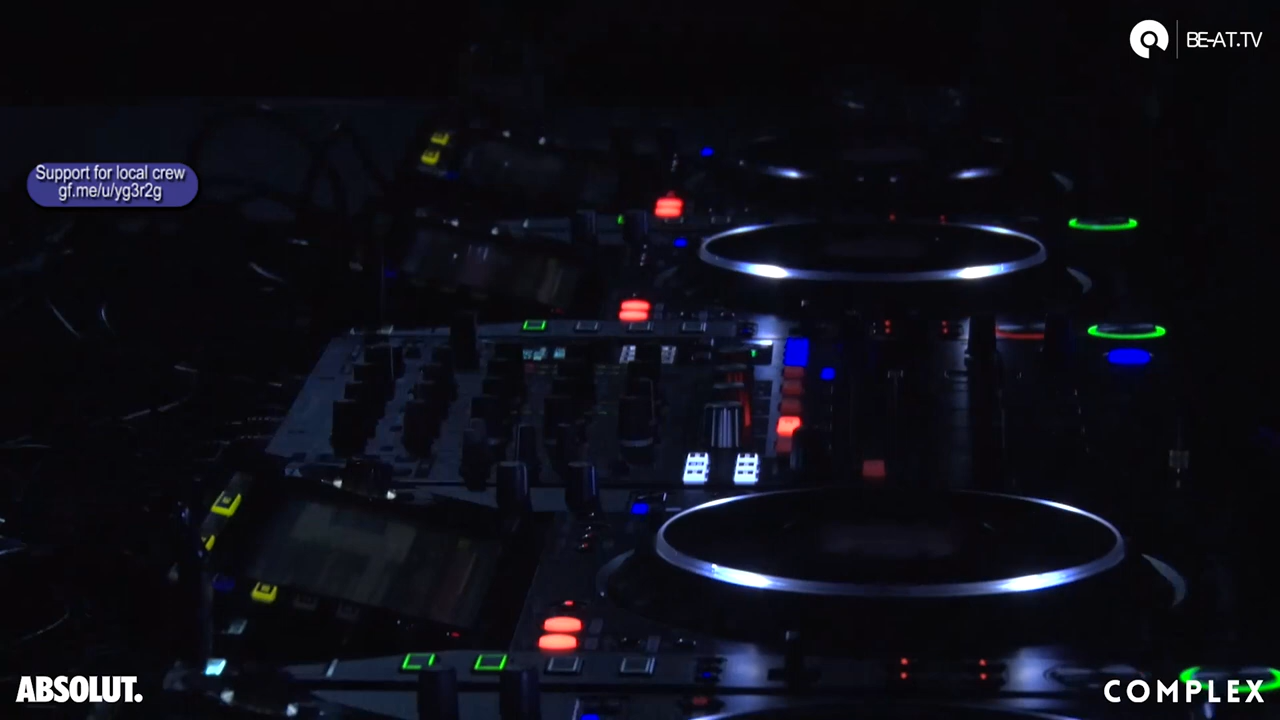 BE-AT.TV
Support for local crew
gf.me/u/yg3r2g
ABSOLUT.
COMPLEX